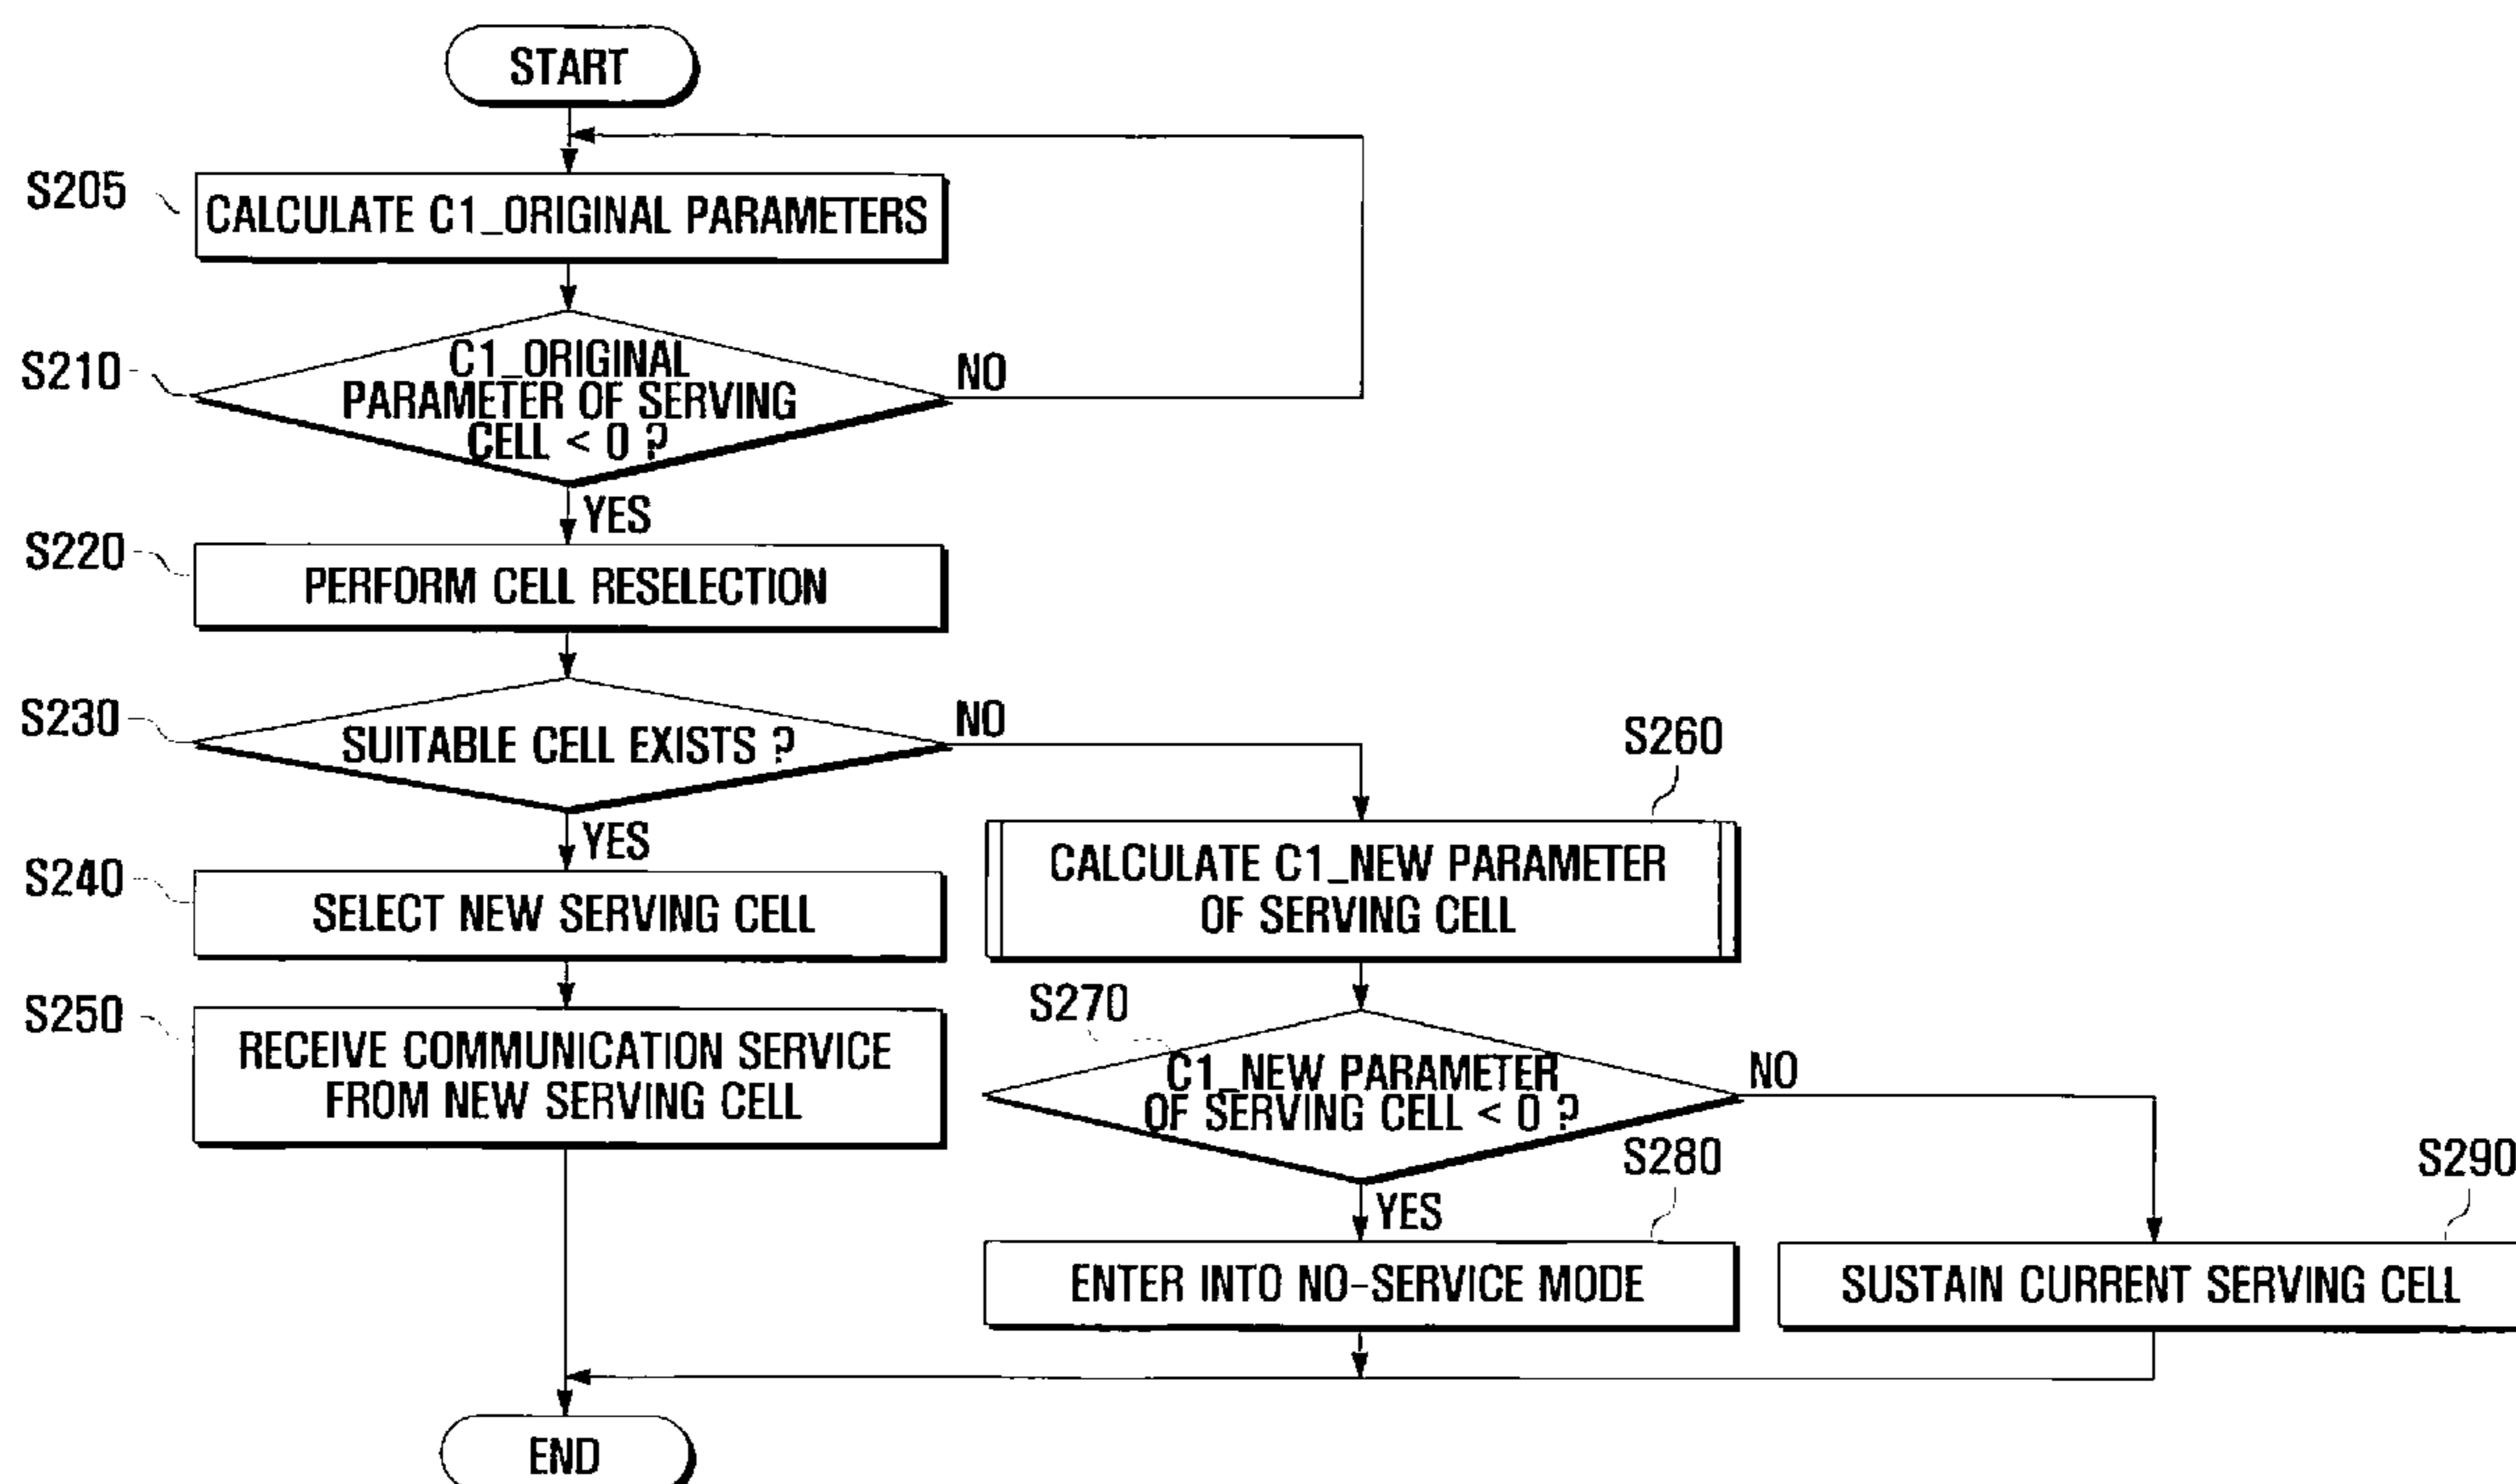 START
S205
CALCULATE C1_ORIGINAL PARAMETERS
S210
C1_ORIGINAL
PARAMETER OF SERVING
CELL < 0 ?
NO
YES
S220
PERFORM CELL RESELECTION
S230
SUITABLE CELL EXISTS ?
NO
YES
S240
SELECT NEW SERVING CELL
S250
RECEIVE COMMUNICATION SERVICE
FROM NEW SERVING CELL
S260
CALCULATE C1_NEW PARAMETER
OF SERVING CELL
S270
C1_NEW PARAMETER
OF SERVING CELL < 0 ?
NO
YES
S280
ENTER INTO NO-SERVICE MODE
S290
SUSTAIN CURRENT SERVING CELL
END